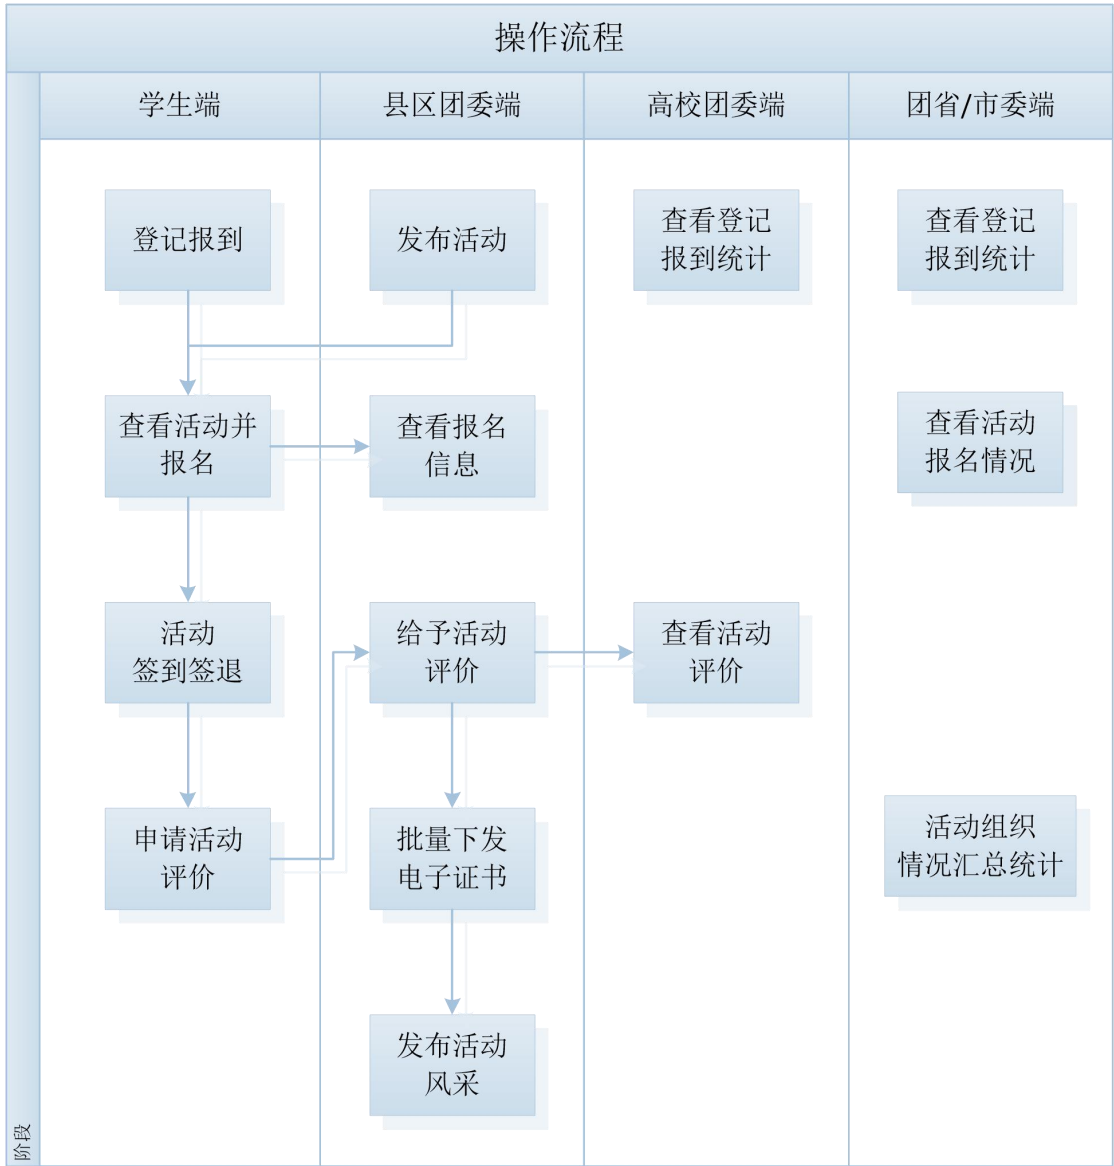 操作流程
学生端
县区团委端
高校团委端
团省/市委端
登记报到
发布活动
查看登记
报到统计
查看登记
报到统计
查看活动并
报名
查看报名
信息
查看活动
报名情况
活动
签到签退
给予活动
评价
查看活动
评价
申请活动
评价
批量下发
电子证书
活动组织
情况汇总统计
发布活动
风采
阶段